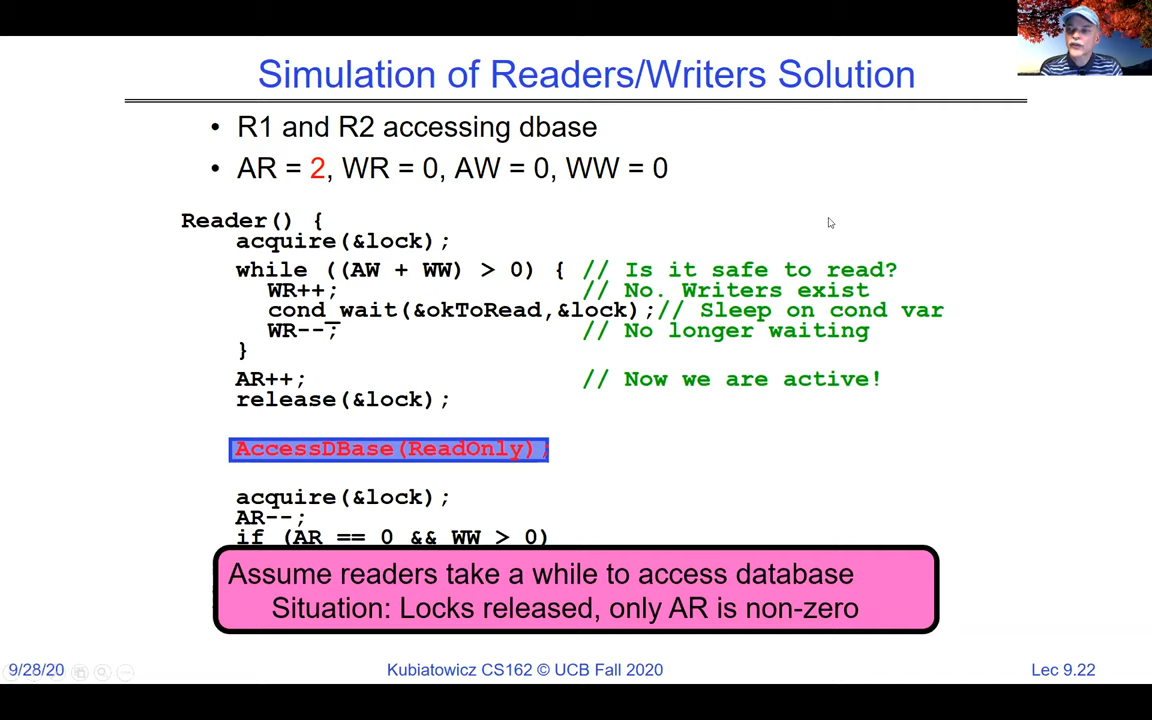 Simulation of Readers/Writers Solution
• R1 and R2 accessing dbase
• AR = 2, WR = 0, AW = 0, WW = 0
Reader() {
acquire(&lock);
while ((AW + WW) > 0) { // Is it safe to read?
WR++; // No. Writers exist
cond_wait(&okToRead,&lock);// Sleep on cond var
WR--; // No longer waiting
}
AR++; // Now we are active!
release(&lock);
AccessDBase(ReadOnly);
acquire(&lock);
AR--;
if (AR == 0 && WW > 0)
Assume readers take a while to access database
Situation: Locks released, only AR is non-zero
9/28/20 Kubiatowicz CS162 © UCB Fall 2020 Lec 9.22